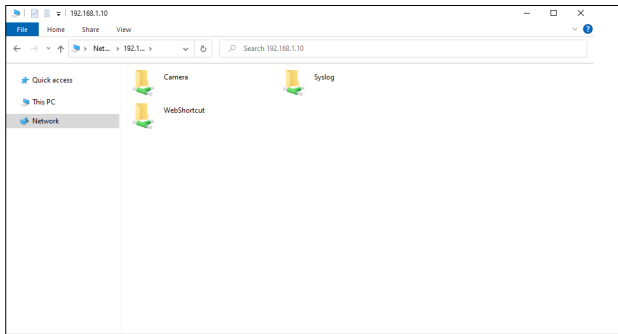 192.168.1.10
File Home Share View
Net... 192.1... Search 192.168.1.10
Quick access
This PC
Network
Camera Syslog
WebShortcut